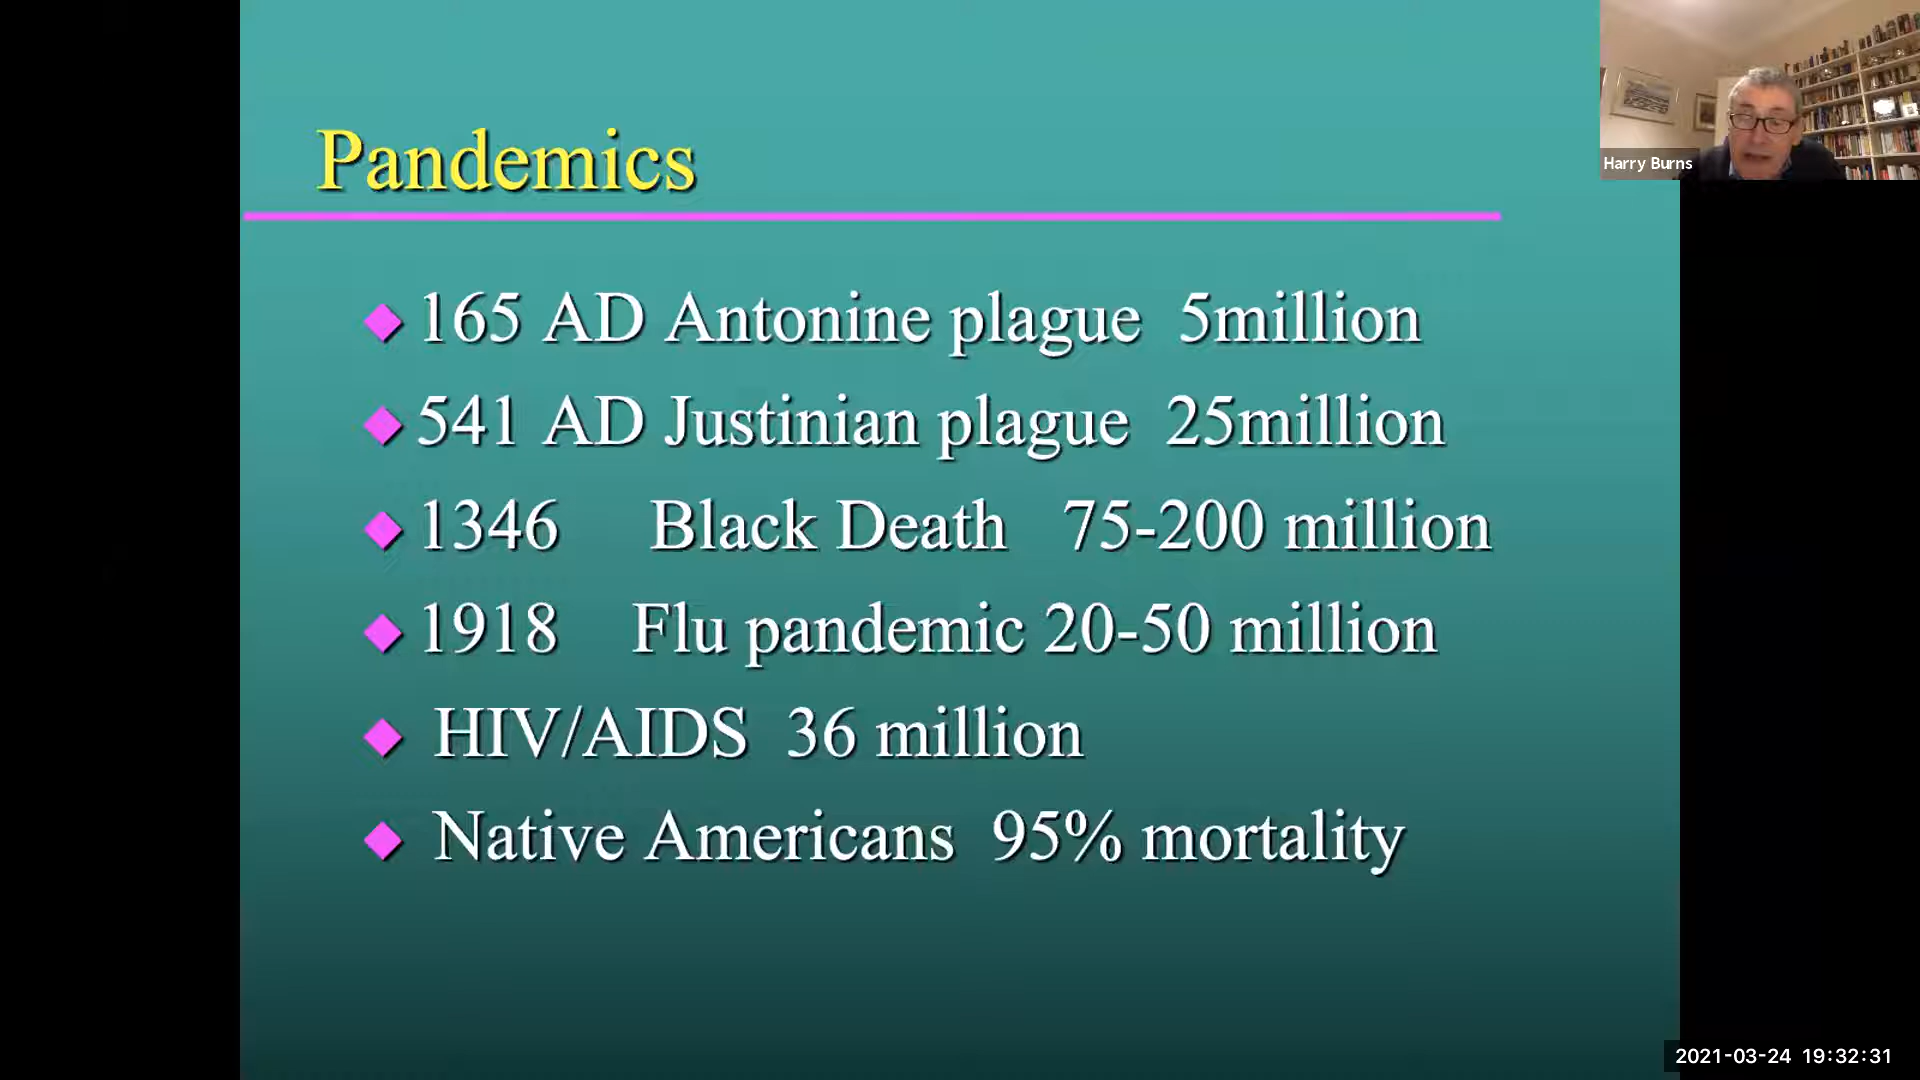 Pandemics
165 AD Antonine plague 5million
541 AD Justinian plague 25million
1346 Black Death 75-200 million
1918 Flu pandemic 20-50 million
HIV/AIDS 36 million
Native Americans 95% mortality
Harry Burns
2021-03-24 19:32:31